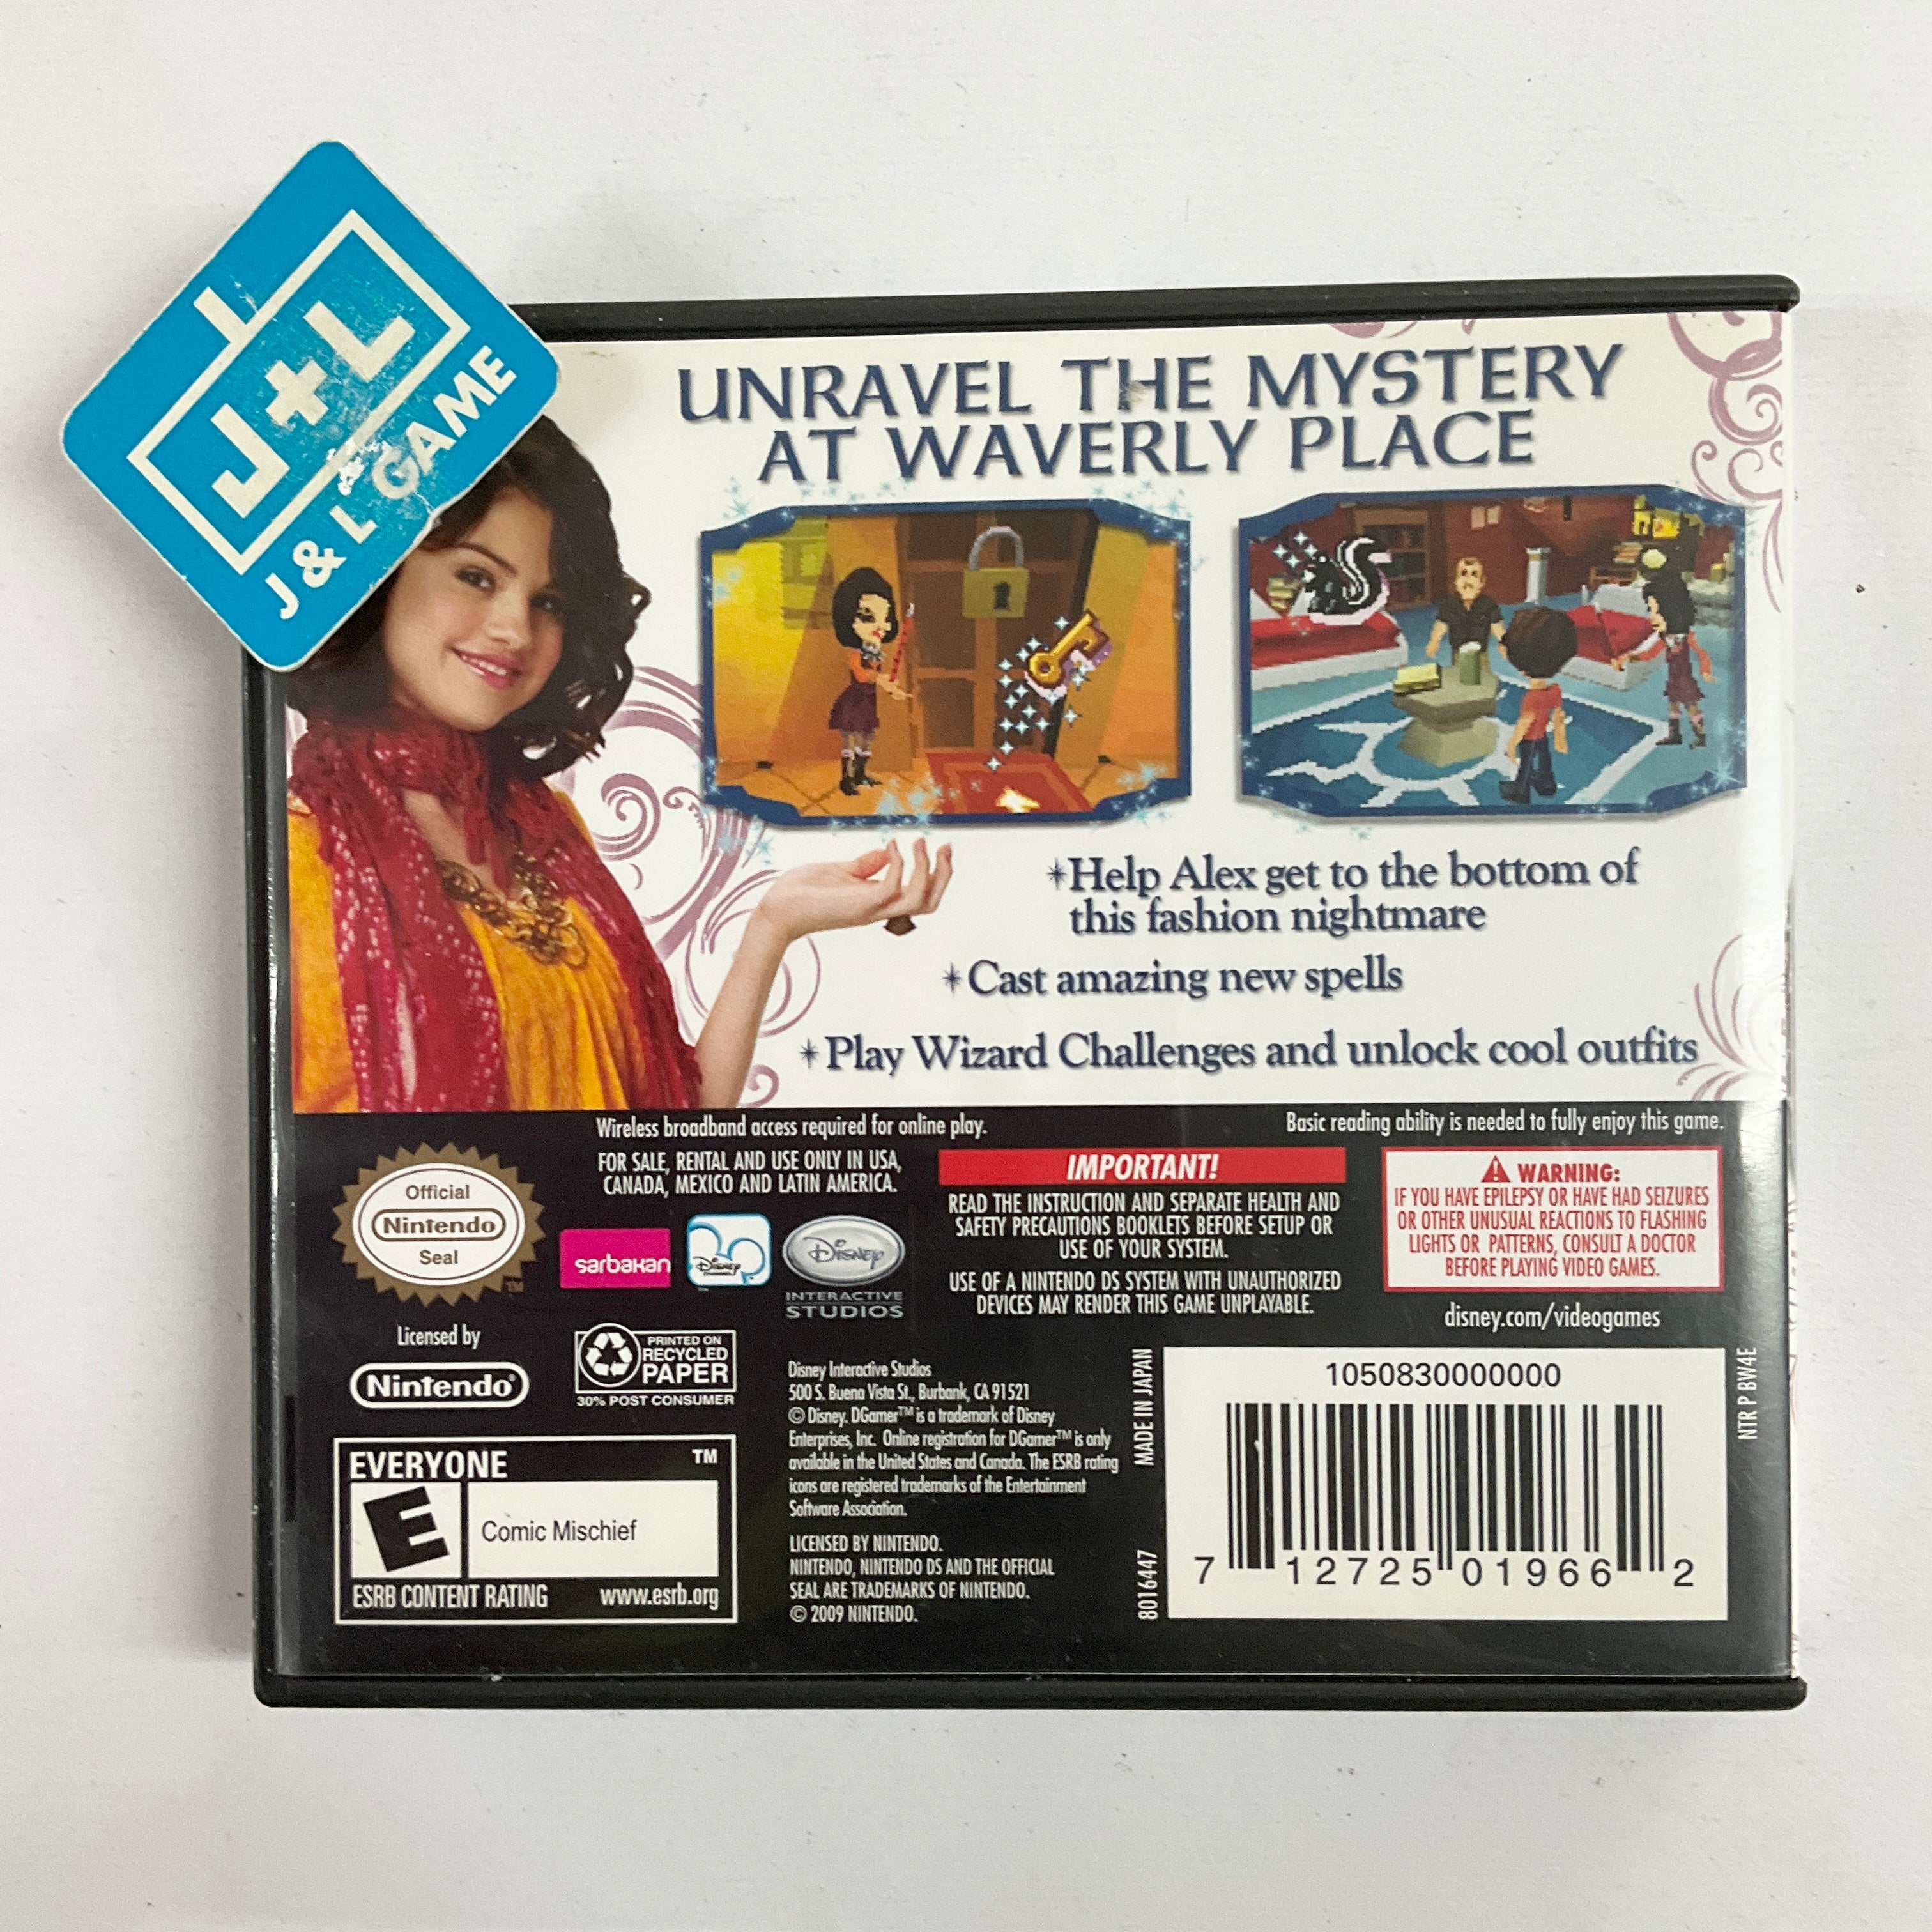 J+L
J & L GAME
UNRAVEL THE MYSTERY
AT WAVERLY PLACE
*Help Alex get to the bottom of
this fashion nightmare
*Cast amazing new spells
*Play Wizard Challenges and unlock cool outfits
Wireless broadband access required for online play.
Basic reading ability is needed to fully enjoy this game.
Official
Nintendo
Seal
TM
Licensed by
Nintendo®
FOR SALE, RENTAL AND USE ONLY IN USA,
CANADA, MEXICO AND LATIN AMERICA.
sarbakan
Disney
Disney
INTERACTIVE
STUDIOS
PRINTED ON
RECYCLED
PAPER
30% POST CONSUMER
IMPORTANT!
READ THE INSTRUCTION AND SEPARATE HEALTH AND
SAFETY PRECAUTIONS BOOKLETS BEFORE SETUP OR
USE OF YOUR SYSTEM.
USE OF A NINTENDO DS SYSTEM WITH UNAUTHORIZED
DEVICES MAY RENDER THIS GAME UNPLAYABLE.
WARNING:
IF YOU HAVE EPILEPSY OR HAVE HAD SEIZURES
OR OTHER UNUSUAL REACTIONS TO FLASHING
LIGHTS OR PATTERNS, CONSULT A DOCTOR
BEFORE PLAYING VIDEO GAMES.
disney.com/videogames
EVERYONE
TM
E
Comic Mischief
ESRB CONTENT RATING www.esrb.org
Disney Interactive Studios
500 S. Buena Vista St., Burbank, CA 91521
© Disney. DGamer™ is a trademark of Disney
Enterprises, Inc. Online registration for DGamer™ is only
available in the United States and Canada. The ESRB rating
icons are registered trademarks of the Entertainment
Software Association.
LICENSED BY NINTENDO.
NINTENDO, NINTENDO DS AND THE OFFICIAL
SEAL ARE TRADEMARKS OF NINTENDO.
© 2009 NINTENDO.
MADE IN JAPAN
8016447
1050830000000
7 12725 01966 2
NTR P BW4E